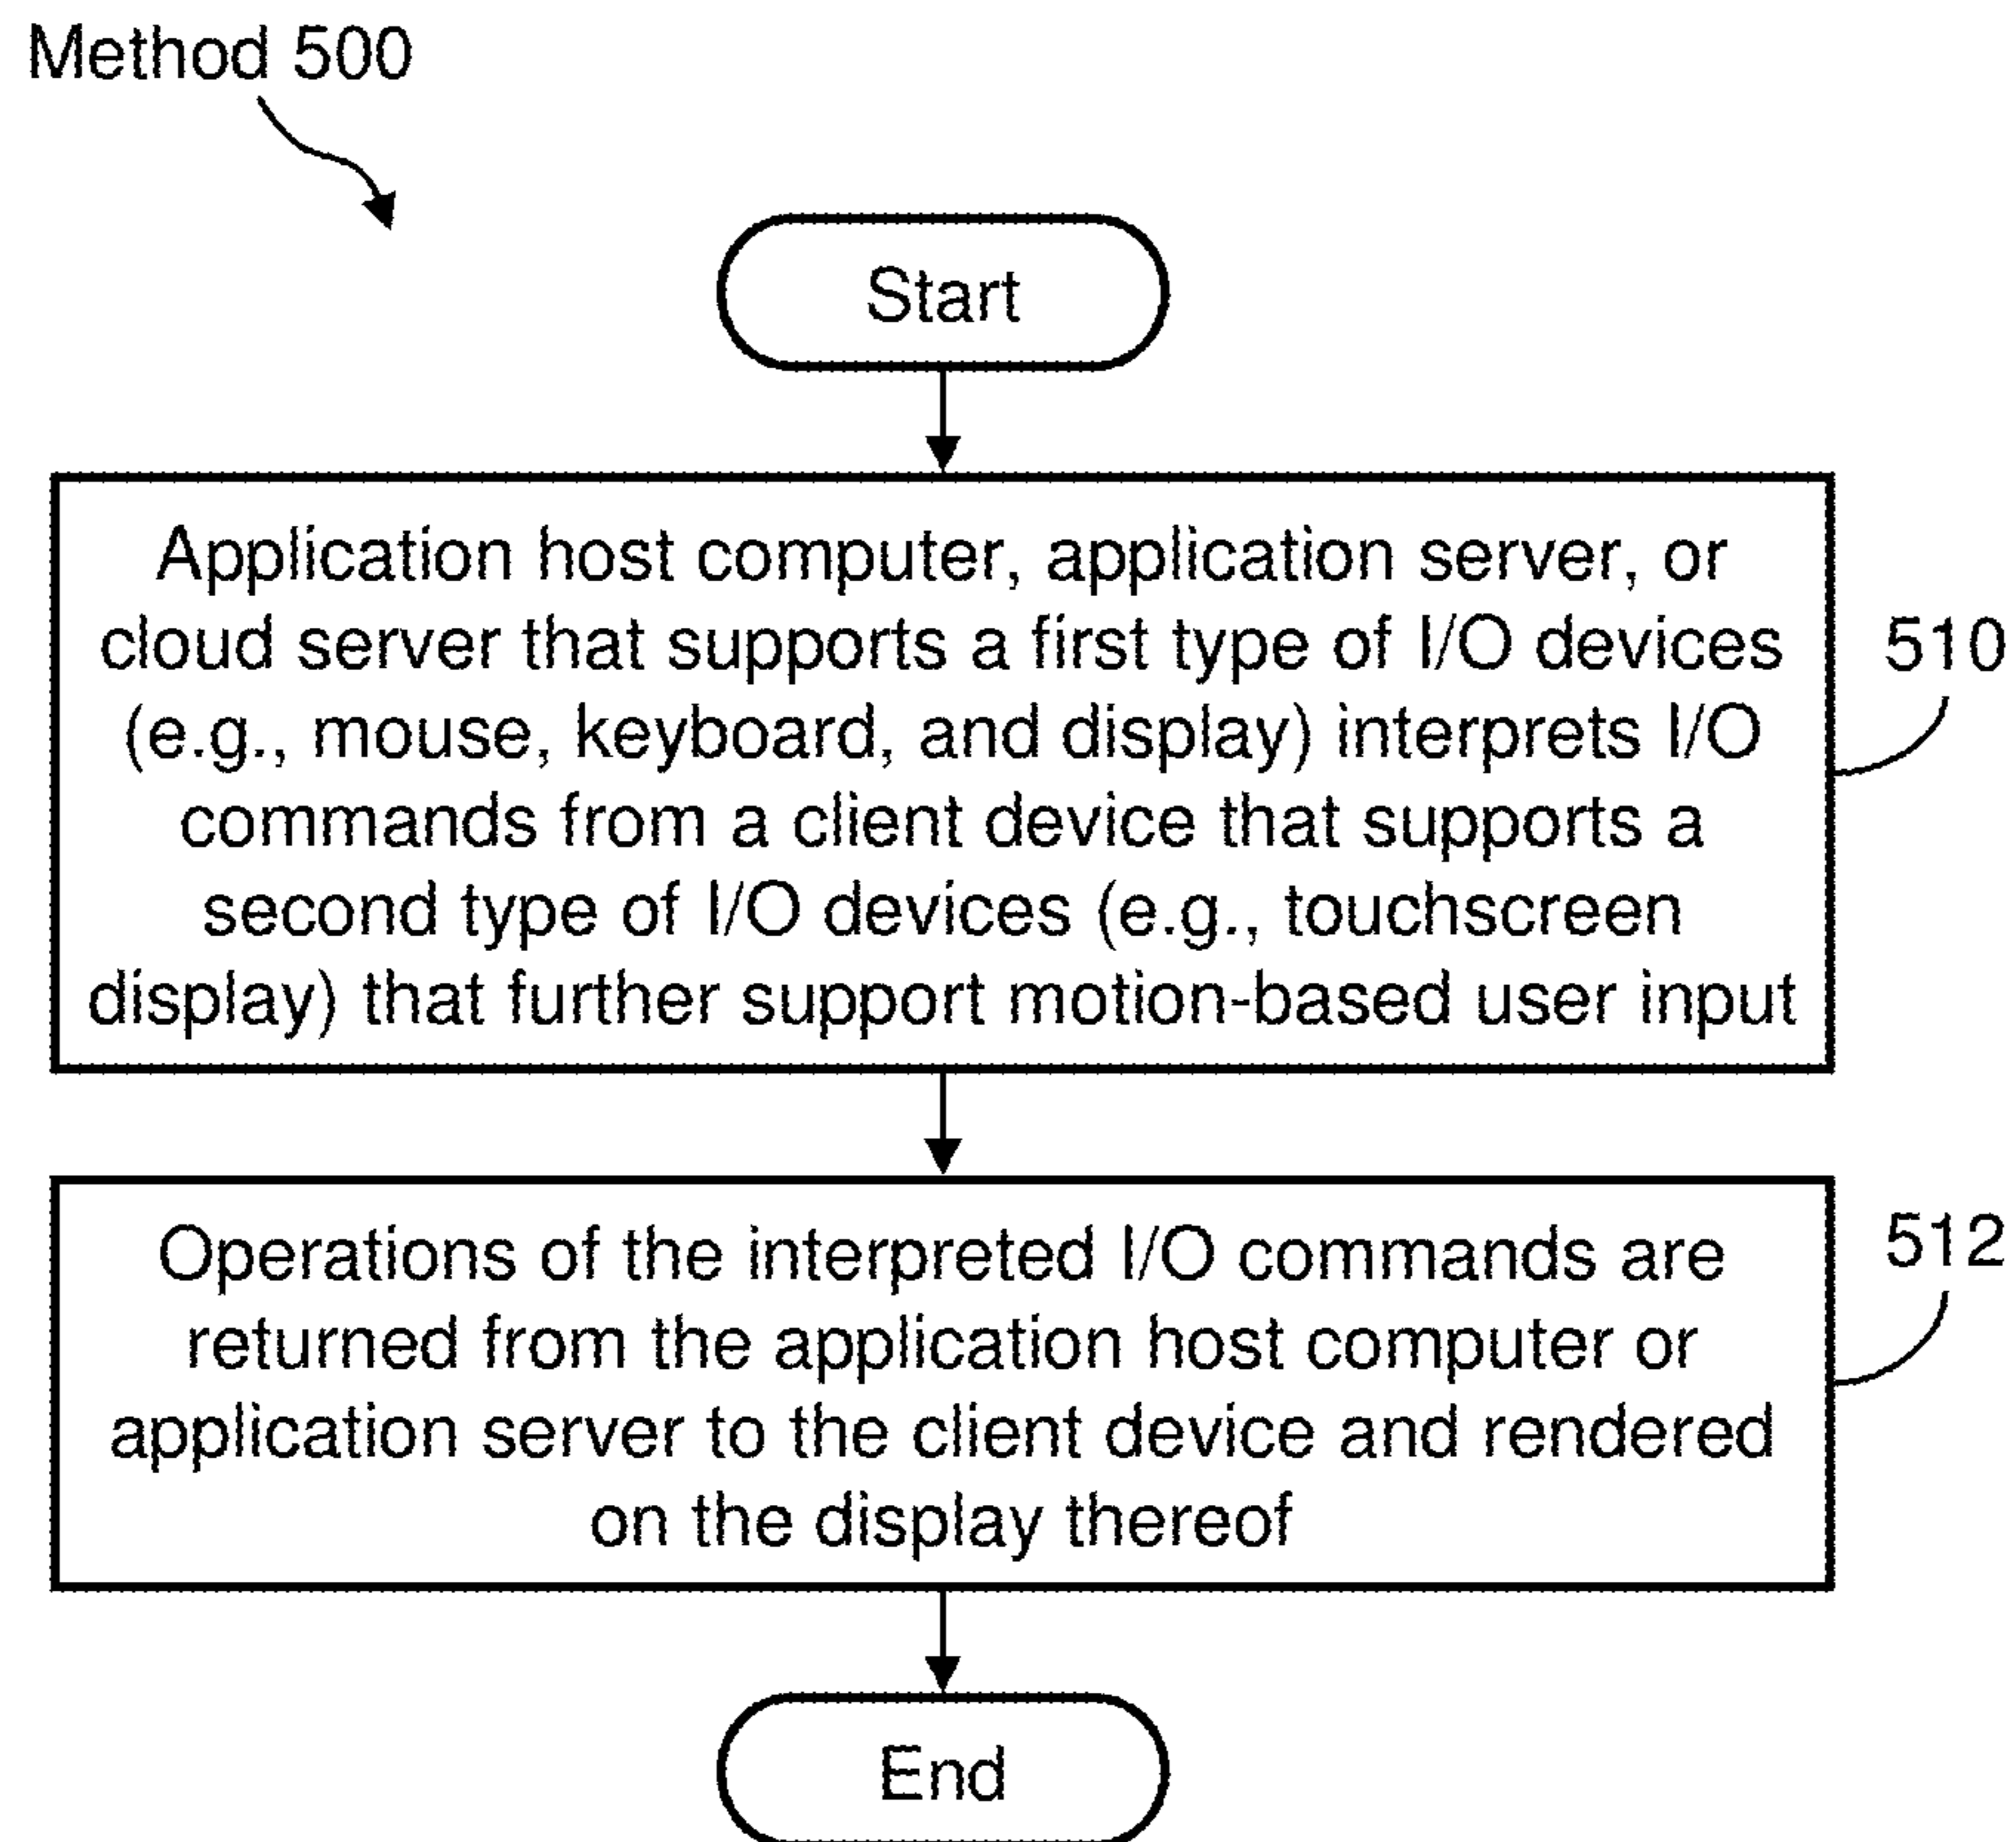 Method 500
Start
Application host computer, application server, or
cloud server that supports a first type of I/O devices
(e.g., mouse, keyboard, and display) interprets I/O
commands from a client device that supports a
second type of I/O devices (e.g., touchscreen
display) that further support motion-based user input
510
Operations of the interpreted I/O commands are
returned from the application host computer or
application server to the client device and rendered
on the display thereof
512
End